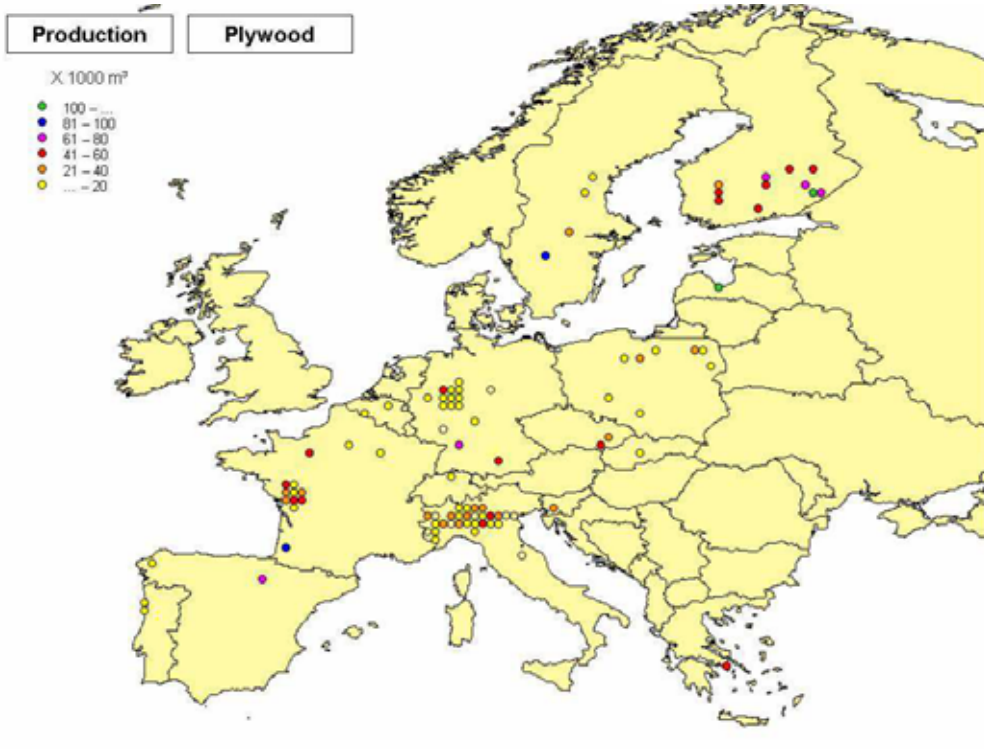 Production
Plywood
X 1000 m³
100 – ...
81 – 100
61 – 80
41 – 60
21 – 40
... – 20